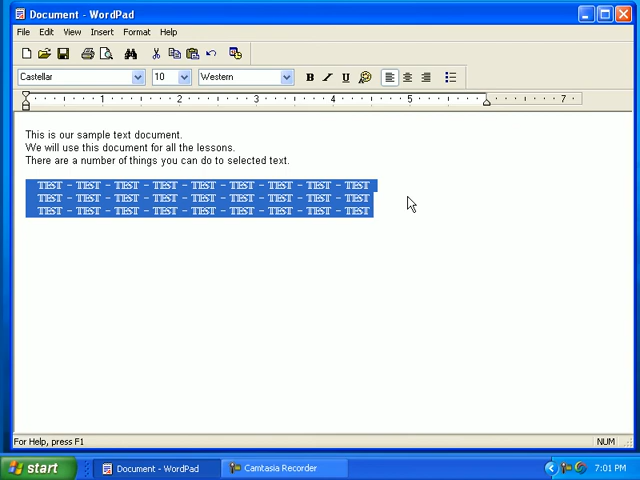 Document - WordPad
File Edit View Insert Format Help
Castellar 10 Western B I U
1 2 3 4 5 7
This is our sample text document.
We will use this document for all the lessons.
There are a number of things you can do to selected text.
TEST - TEST - TEST - TEST - TEST - TEST - TEST - TEST - TEST
TEST - TEST - TEST - TEST - TEST - TEST - TEST - TEST - TEST
TEST - TEST - TEST - TEST - TEST - TEST - TEST - TEST - TEST
For Help, press F1 NUM
start Document - WordPad Camtasia Recorder 7:01 PM